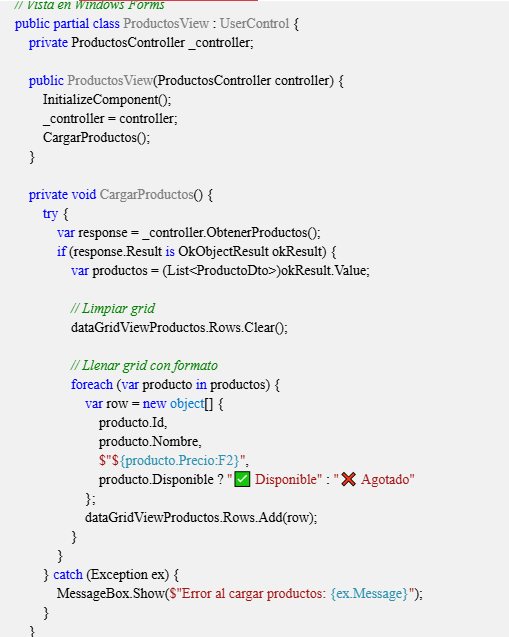 // Vista en Windows Forms
public partial class ProductosView : UserControl {
private ProductosController _controller;
public ProductosView(ProductosController controller) {
InitializeComponent();
_controller = controller;
CargarProductos();
}
private void CargarProductos() {
try {
var response = _controller.ObtenerProductos();
if (response.Result is OkObjectResult okResult) {
var productos = (List<ProductoDto>)okResult.Value;
// Limpiar grid
dataGridViewProductos.Rows.Clear();
// Llenar grid con formato
foreach (var producto in productos) {
var row = new object[] {
producto.Id,
producto.Nombre,
$"${producto.Precio:F2}",
producto.Disponible ? "✅ Disponible" : "❌ Agotado"
};
dataGridViewProductos.Rows.Add(row);
}
}
} catch (Exception ex) {
MessageBox.Show($"Error al cargar productos: {ex.Message}");
}
}